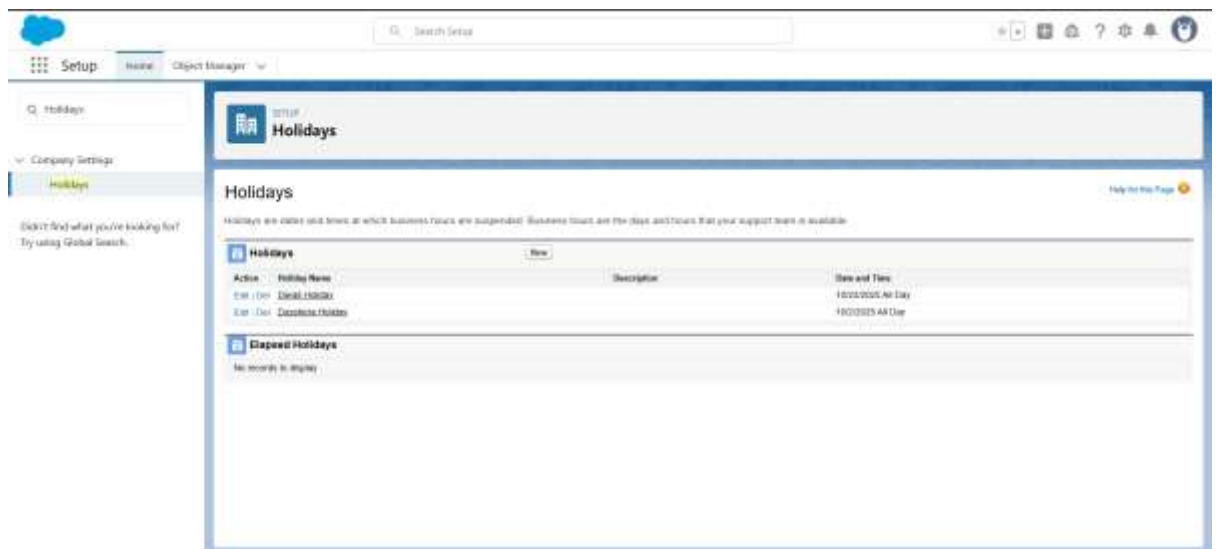 Search Setup
Setup
Home
Object Manager
Holidays
Company Settings
Holidays
Didn't find what you're looking for?
Try using Global Search.
SETUP
Holidays
Holidays
Help for this Page
Holidays are dates and times at which business hours are suspended. Business hours are the days and hours that your support team is available.
Holidays
New
Action Holiday Name Description Date and Time
Edit | Del Diwali Holiday All Day
Edit | Del Holiday 10/2/2025 All Day
Elapsed Holidays
No records to display